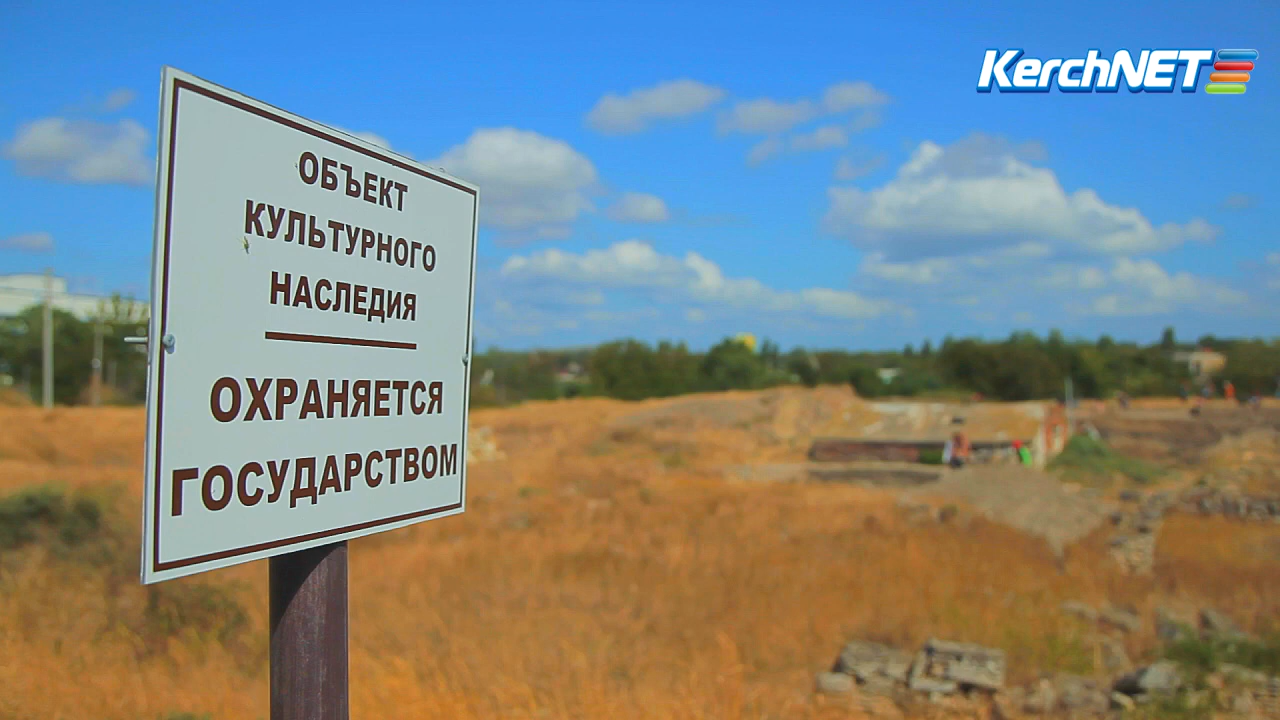 KerchNET
ОБЪЕКТ
КУЛЬТУРНОГО
НАСЛЕДИЯ
ОХРАНЯЕТСЯ
ГОСУДАРСТВОМ